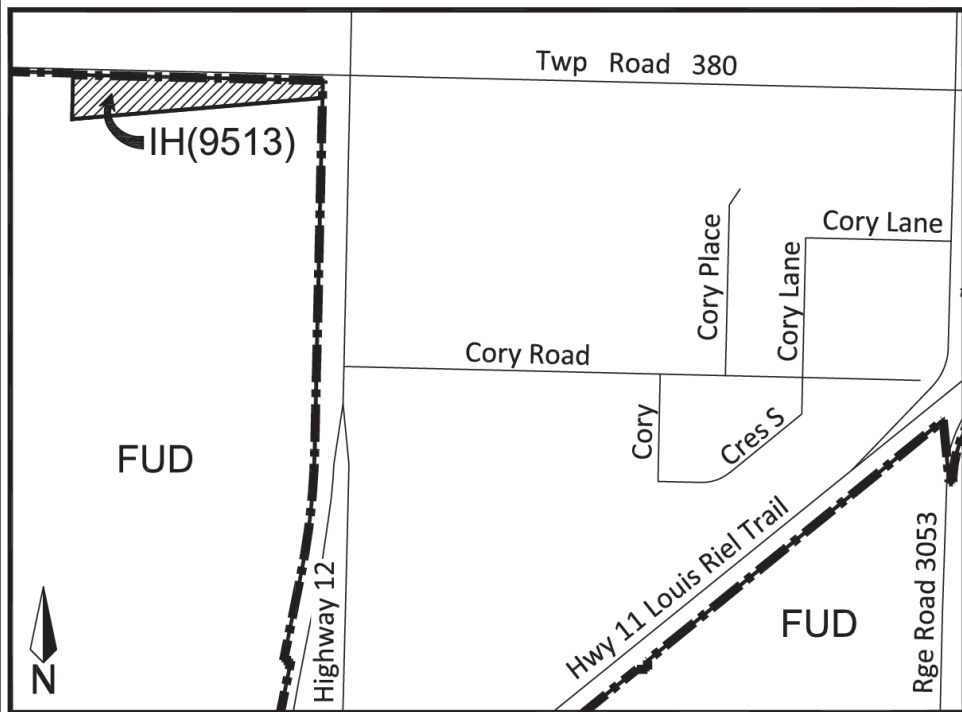 Twp Road 380
IH(9513)
Cory Lane
Cory Place
Cory Lane
Cory Road
Cory
Cres S
FUD
Hwy 11 Louis Riel Trail
Highway 12
FUD
Rge Road 3053
N